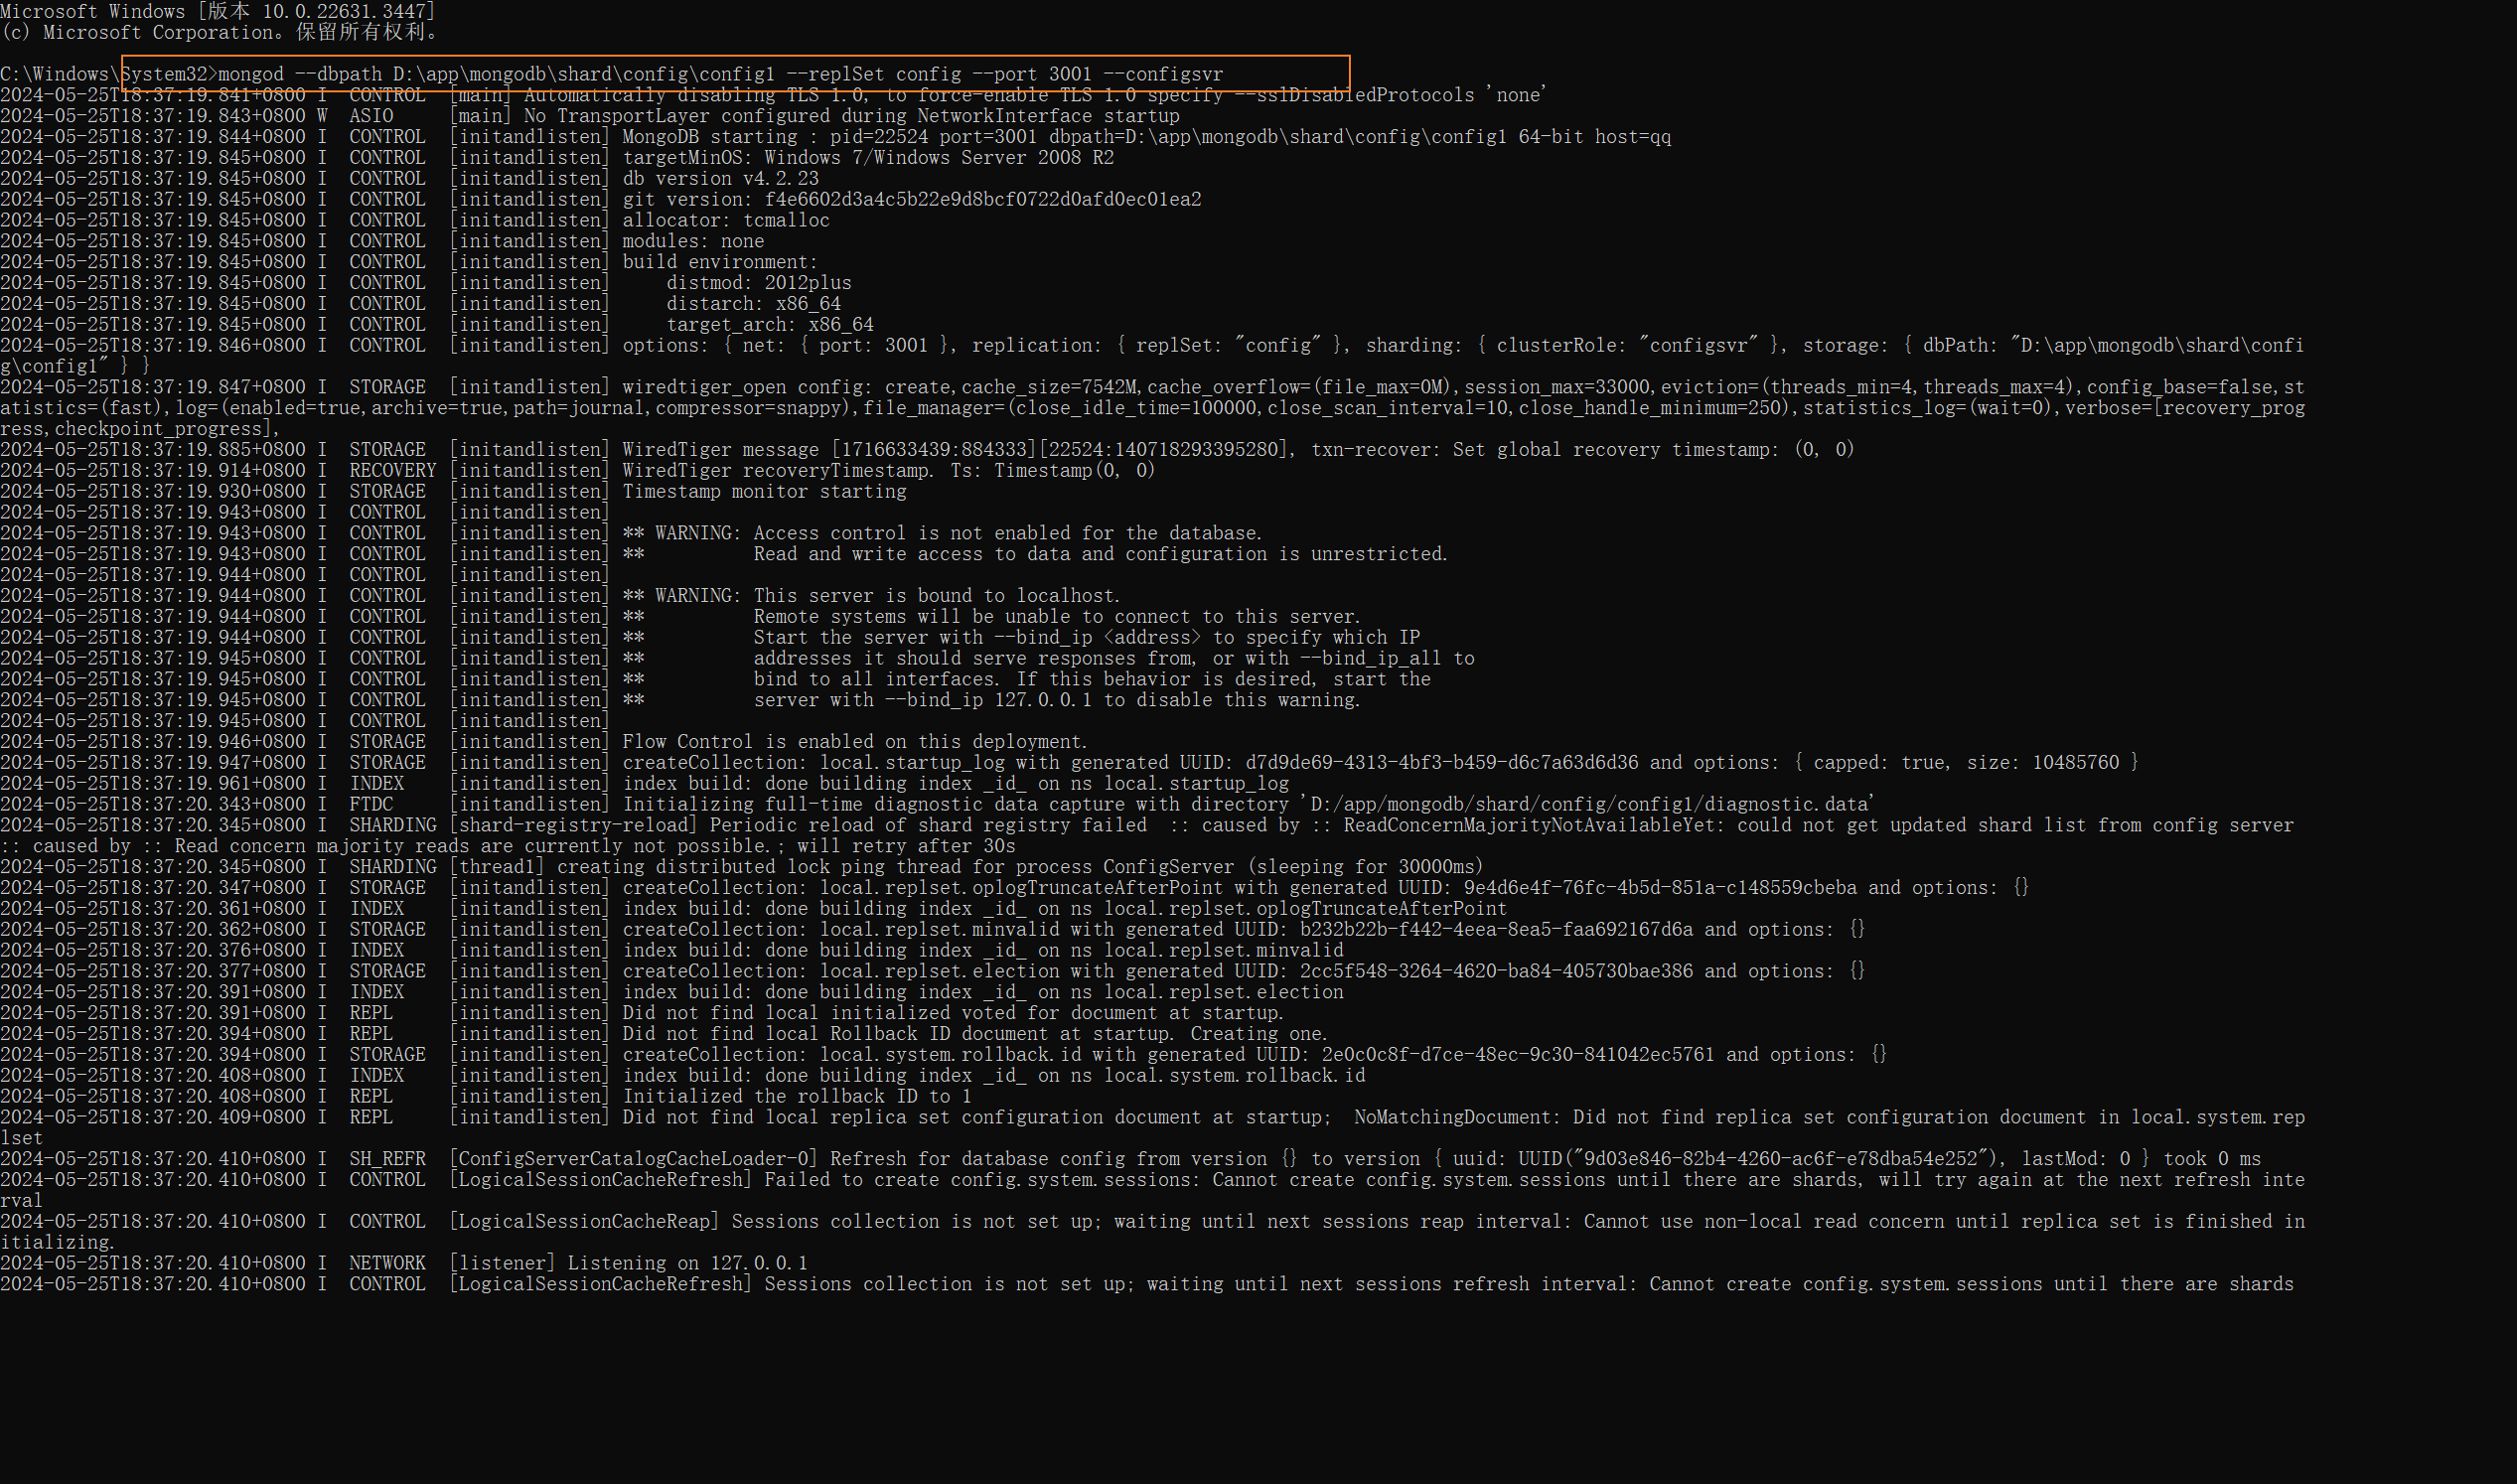 Microsoft Windows [版本 10.0.22631.3447]
(c) Microsoft Corporation。保留所有权利。
C:\Windows\System32>mongod --dbpath D:\app\mongodb\shard\config\config1 --replSet config --port 3001 --configsvr
2024-05-25T18:37:19.841+0800 I  CONTROL  [main] Automatically disabling TLS 1.0, to force-enable TLS 1.0 specify --sslDisabledProtocols 'none'
2024-05-25T18:37:19.843+0800 W  ASIO     [main] No TransportLayer configured during NetworkInterface startup
2024-05-25T18:37:19.844+0800 I  CONTROL  [initandlisten] MongoDB starting : pid=22524 port=3001 dbpath=D:\app\mongodb\shard\config\config1 64-bit host=qq
2024-05-25T18:37:19.845+0800 I  CONTROL  [initandlisten] targetMinOS: Windows 7/Windows Server 2008 R2
2024-05-25T18:37:19.845+0800 I  CONTROL  [initandlisten] db version v4.2.23
2024-05-25T18:37:19.845+0800 I  CONTROL  [initandlisten] git version: f4e6602d3a4c5b22e9d8bcf0722d0afd0ec01ea2
2024-05-25T18:37:19.845+0800 I  CONTROL  [initandlisten] allocator: tcmalloc
2024-05-25T18:37:19.845+0800 I  CONTROL  [initandlisten] modules: none
2024-05-25T18:37:19.845+0800 I  CONTROL  [initandlisten] build environment:
2024-05-25T18:37:19.845+0800 I  CONTROL  [initandlisten]     distmod: 2012plus
2024-05-25T18:37:19.845+0800 I  CONTROL  [initandlisten]     distarch: x86_64
2024-05-25T18:37:19.845+0800 I  CONTROL  [initandlisten]     target_arch: x86_64
2024-05-25T18:37:19.846+0800 I  CONTROL  [initandlisten] options: { net: { port: 3001 }, replication: { replSet: "config" }, sharding: { clusterRole: "configsvr" }, storage: { dbPath: "D:\app\mongodb\shard\confi
g\config1" } }
2024-05-25T18:37:19.847+0800 I  STORAGE  [initandlisten] wiredtiger_open config: create,cache_size=7542M,cache_overflow=(file_max=0M),session_max=33000,eviction=(threads_min=4,threads_max=4),config_base=false,st
atistics=(fast),log=(enabled=true,archive=true,path=journal,compressor=snappy),file_manager=(close_idle_time=100000,close_scan_interval=10,close_handle_minimum=250),statistics_log=(wait=0),verbose=[recovery_prog
ress,checkpoint_progress],
2024-05-25T18:37:19.885+0800 I  STORAGE  [initandlisten] WiredTiger message [1716633439:884333][22524:140718293395280], txn-recover: Set global recovery timestamp: (0, 0)
2024-05-25T18:37:19.914+0800 I  RECOVERY [initandlisten] WiredTiger recoveryTimestamp. Ts: Timestamp(0, 0)
2024-05-25T18:37:19.930+0800 I  STORAGE  [initandlisten] Timestamp monitor starting
2024-05-25T18:37:19.943+0800 I  CONTROL  [initandlisten]
2024-05-25T18:37:19.943+0800 I  CONTROL  [initandlisten] ** WARNING: Access control is not enabled for the database.
2024-05-25T18:37:19.943+0800 I  CONTROL  [initandlisten] **          Read and write access to data and configuration is unrestricted.
2024-05-25T18:37:19.944+0800 I  CONTROL  [initandlisten]
2024-05-25T18:37:19.944+0800 I  CONTROL  [initandlisten] ** WARNING: This server is bound to localhost.
2024-05-25T18:37:19.944+0800 I  CONTROL  [initandlisten] **          Remote systems will be unable to connect to this server.
2024-05-25T18:37:19.944+0800 I  CONTROL  [initandlisten] **          Start the server with --bind_ip <address> to specify which IP
2024-05-25T18:37:19.945+0800 I  CONTROL  [initandlisten] **          addresses it should serve responses from, or with --bind_ip_all to
2024-05-25T18:37:19.945+0800 I  CONTROL  [initandlisten] **          bind to all interfaces. If this behavior is desired, start the
2024-05-25T18:37:19.945+0800 I  CONTROL  [initandlisten] **          server with --bind_ip 127.0.0.1 to disable this warning.
2024-05-25T18:37:19.945+0800 I  CONTROL  [initandlisten]
2024-05-25T18:37:19.946+0800 I  STORAGE  [initandlisten] Flow Control is enabled on this deployment.
2024-05-25T18:37:19.947+0800 I  STORAGE  [initandlisten] createCollection: local.startup_log with generated UUID: d7d9de69-4313-4bf3-b459-d6c7a63d6d36 and options: { capped: true, size: 10485760 }
2024-05-25T18:37:19.961+0800 I  INDEX    [initandlisten] index build: done building index _id_ on ns local.startup_log
2024-05-25T18:37:20.343+0800 I  FTDC     [initandlisten] Initializing full-time diagnostic data capture with directory 'D:/app/mongodb/shard/config/config1/diagnostic.data'
2024-05-25T18:37:20.345+0800 I  SHARDING [shard-registry-reload] Periodic reload of shard registry failed  :: caused by :: ReadConcernMajorityNotAvailableYet: could not get updated shard list from config server
:: caused by :: Read concern majority reads are currently not possible.; will retry after 30s
2024-05-25T18:37:20.345+0800 I  SHARDING [thread1] creating distributed lock ping thread for process ConfigServer (sleeping for 30000ms)
2024-05-25T18:37:20.347+0800 I  STORAGE  [initandlisten] createCollection: local.replset.oplogTruncateAfterPoint with generated UUID: 9e4d6e4f-76fc-4b5d-851a-c148559cbeba and options: {}
2024-05-25T18:37:20.361+0800 I  INDEX    [initandlisten] index build: done building index _id_ on ns local.replset.oplogTruncateAfterPoint
2024-05-25T18:37:20.362+0800 I  STORAGE  [initandlisten] createCollection: local.replset.minvalid with generated UUID: b232b22b-f442-4eea-8ea5-faa692167d6a and options: {}
2024-05-25T18:37:20.376+0800 I  INDEX    [initandlisten] index build: done building index _id_ on ns local.replset.minvalid
2024-05-25T18:37:20.377+0800 I  STORAGE  [initandlisten] createCollection: local.replset.election with generated UUID: 2cc5f548-3264-4620-ba84-405730bae386 and options: {}
2024-05-25T18:37:20.391+0800 I  INDEX    [initandlisten] index build: done building index _id_ on ns local.replset.election
2024-05-25T18:37:20.391+0800 I  REPL     [initandlisten] Did not find local initialized voted for document at startup.
2024-05-25T18:37:20.394+0800 I  REPL     [initandlisten] Did not find local Rollback ID document at startup. Creating one.
2024-05-25T18:37:20.394+0800 I  STORAGE  [initandlisten] createCollection: local.system.rollback.id with generated UUID: 2e0c0c8f-d7ce-48ec-9c30-841042ec5761 and options: {}
2024-05-25T18:37:20.408+0800 I  INDEX    [initandlisten] index build: done building index _id_ on ns local.system.rollback.id
2024-05-25T18:37:20.408+0800 I  REPL     [initandlisten] Initialized the rollback ID to 1
2024-05-25T18:37:20.409+0800 I  REPL     [initandlisten] Did not find local replica set configuration document at startup;  NoMatchingDocument: Did not find replica set configuration document in local.system.rep
lset
2024-05-25T18:37:20.410+0800 I  SH_REFR  [ConfigServerCatalogCacheLoader-0] Refresh for database config from version {} to version { uuid: UUID("9d03e846-82b4-4260-ac6f-e78dba54e252"), lastMod: 0 } took 0 ms
2024-05-25T18:37:20.410+0800 I  CONTROL  [LogicalSessionCacheRefresh] Failed to create config.system.sessions: Cannot create config.system.sessions until there are shards, will try again at the next refresh inte
rval
2024-05-25T18:37:20.410+0800 I  CONTROL  [LogicalSessionCacheReap] Sessions collection is not set up; waiting until next sessions reap interval: Cannot use non-local read concern until replica set is finished in
itializing.
2024-05-25T18:37:20.410+0800 I  NETWORK  [listener] Listening on 127.0.0.1
2024-05-25T18:37:20.410+0800 I  CONTROL  [LogicalSessionCacheRefresh] Sessions collection is not set up; waiting until next sessions refresh interval: Cannot create config.system.sessions until there are shards